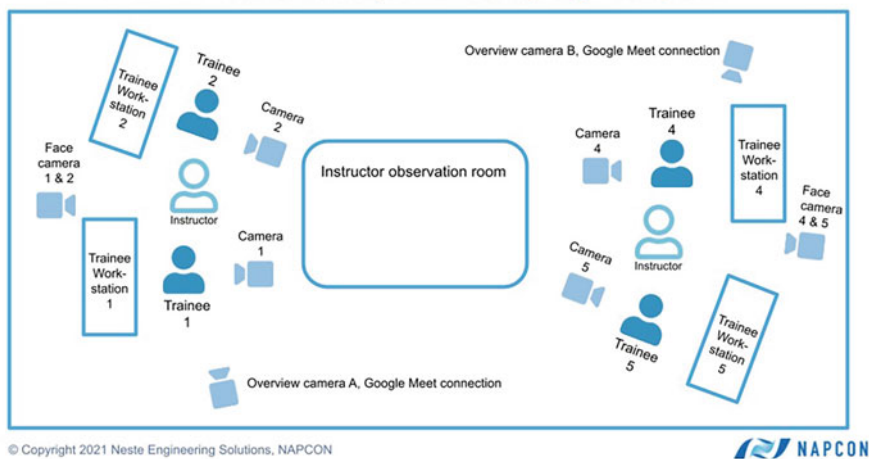 Overview camera B, Google Meet connection
Trainee
Work-
station
2
Trainee
2
Camera
2
Face
camera
1 & 2
Instructor
Trainee
Work-
station
1
Trainee
1
Camera
1
Instructor observation room
Overview camera A, Google Meet connection
Camera
4
Trainee
4
Trainee
Work-
station
4
Face
camera
4 & 5
Instructor
Camera
5
Trainee
5
Trainee
Work-
station
5
© Copyright 2021 Neste Engineering Solutions, NAPCON
NAPCON